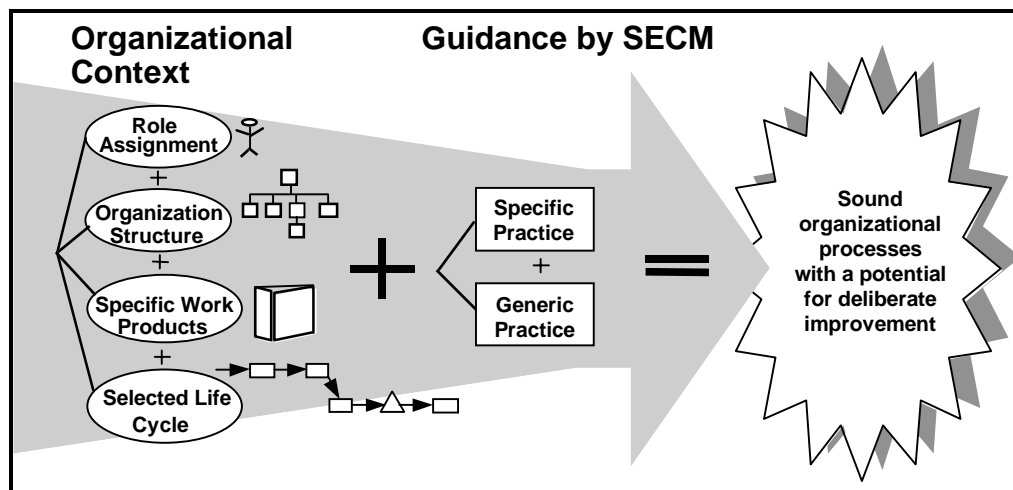 Organizational
Context
Guidance by SECM
Role
Assignment
+
Organization
Structure
+
Specific Work
Products
+
Selected Life
Cycle
+
Specific
Practice
+
Generic
Practice
=
Sound
organizational
processes
with a potential
for deliberate
improvement